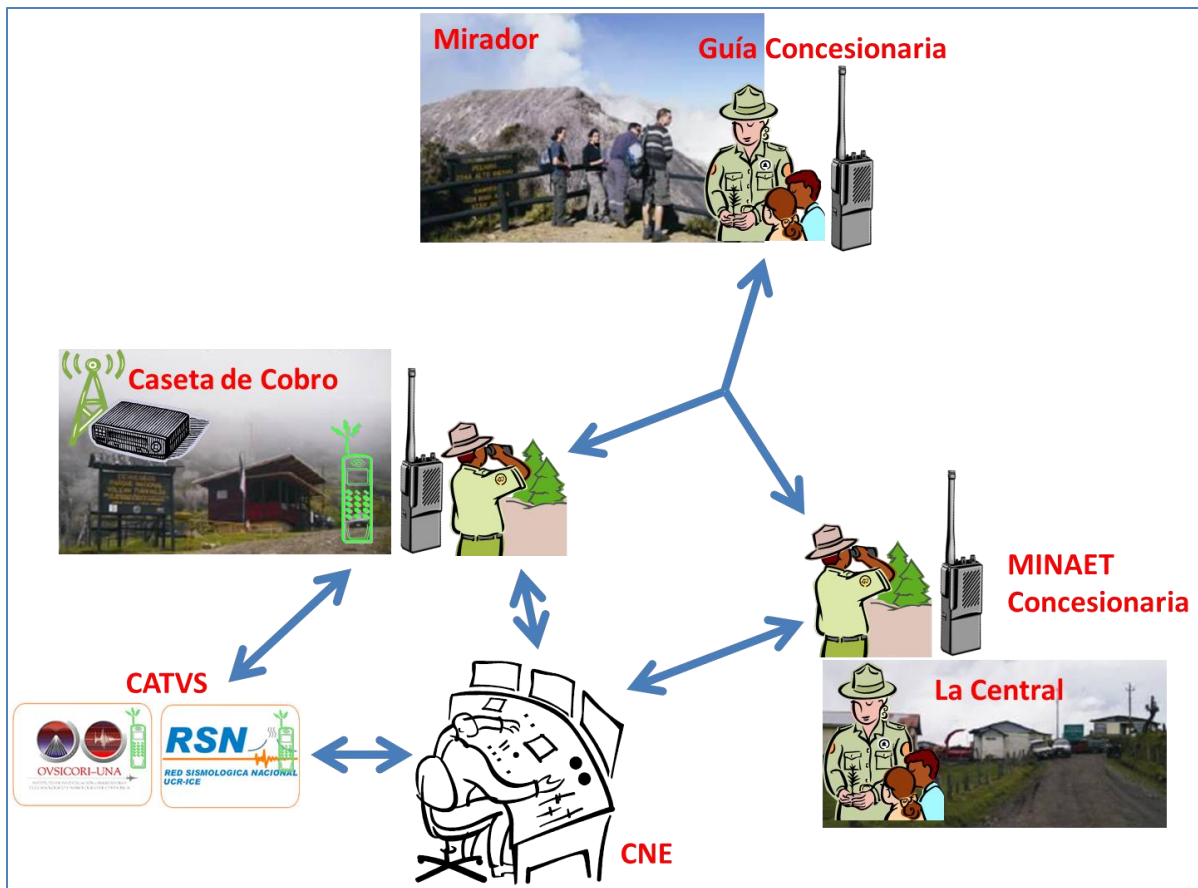 Mirador
Guía Concesionaria
Caseta de Cobro
MINAET
Concesionaria
La Central
CATVS
OVSICORI-UNA
RSN
RED SISMOLOGICA NACIONAL
UCR-ICE
CNE